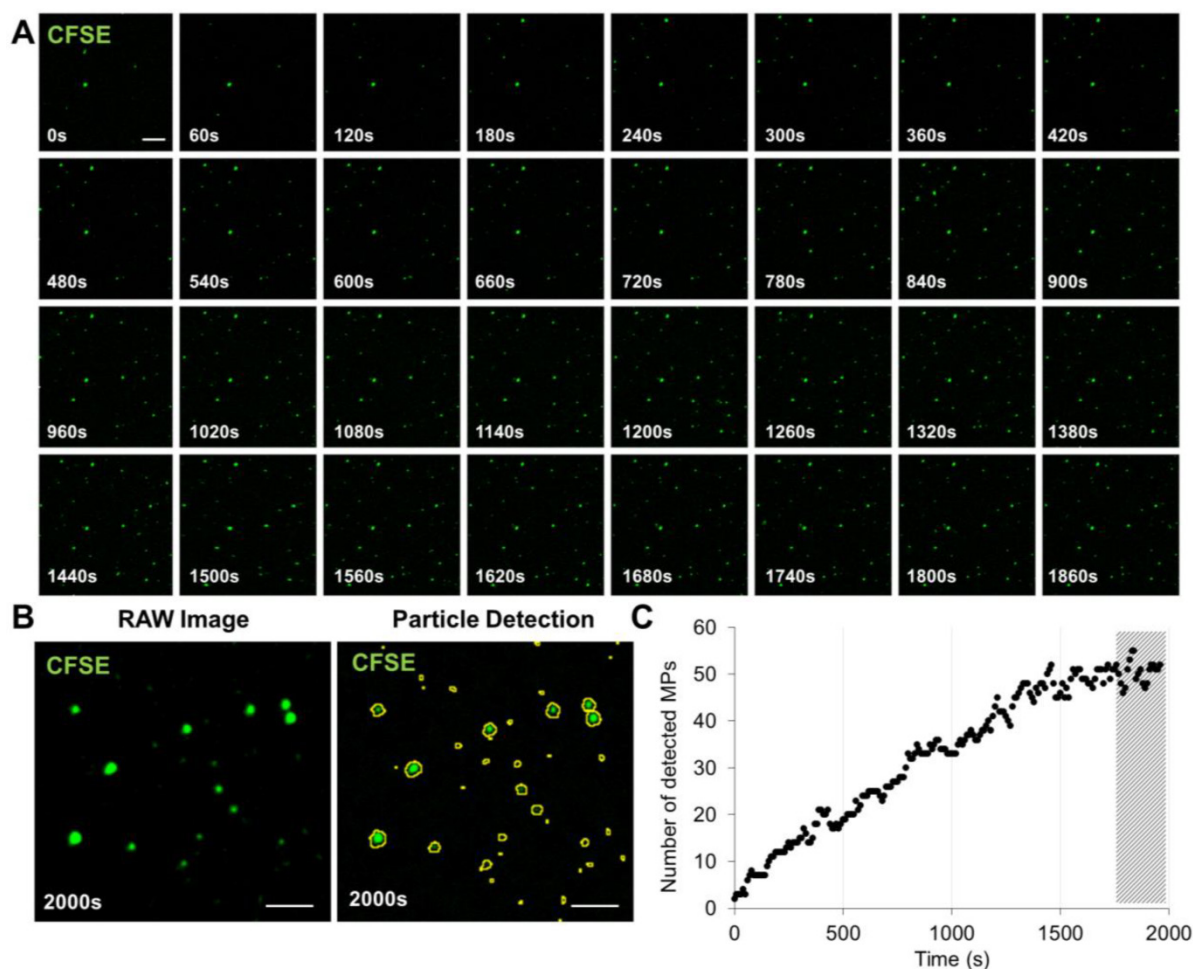 A
CFSE
0s
60s
120s
180s
240s
300s
360s
420s
480s
540s
600s
660s
720s
780s
840s
900s
960s
1020s
1080s
1140s
1200s
1260s
1320s
1380s
1440s
1500s
1560s
1620s
1680s
1740s
1800s
1860s
B
RAW Image
CFSE
2000s
Particle Detection
CFSE
2000s
C
Number of detected MPs
60
50
40
30
20
10
0
0
500
1000
1500
2000
Time (s)